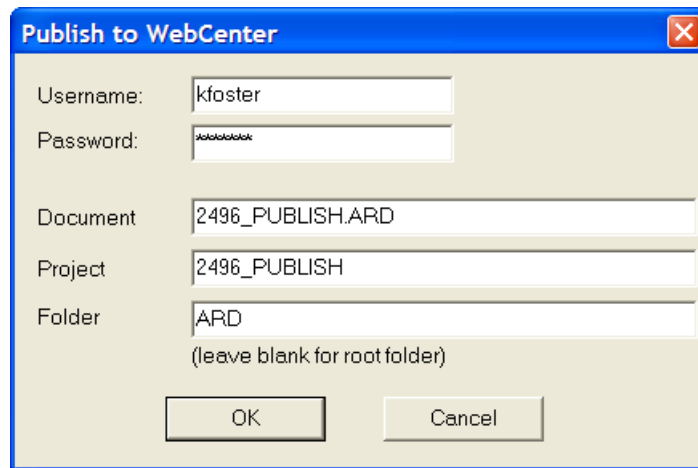 Publish to WebCenter
Username: kfoster
Password: ********
Document 2496_PUBLISH.ARD
Project 2496_PUBLISH
Folder ARD
(leave blank for root folder)
OK Cancel